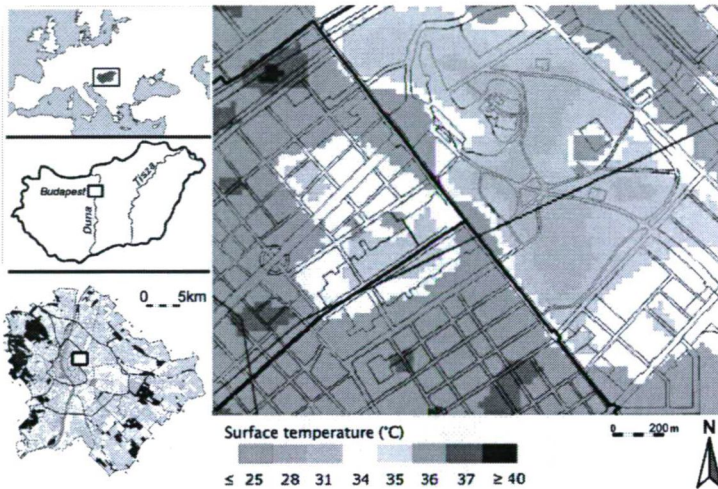 Budapest
Duna
Tisza
0 5km
Surface temperature (°C)
≤ 25 28 31 34 35 36 37 ≥ 40
0 200m
N